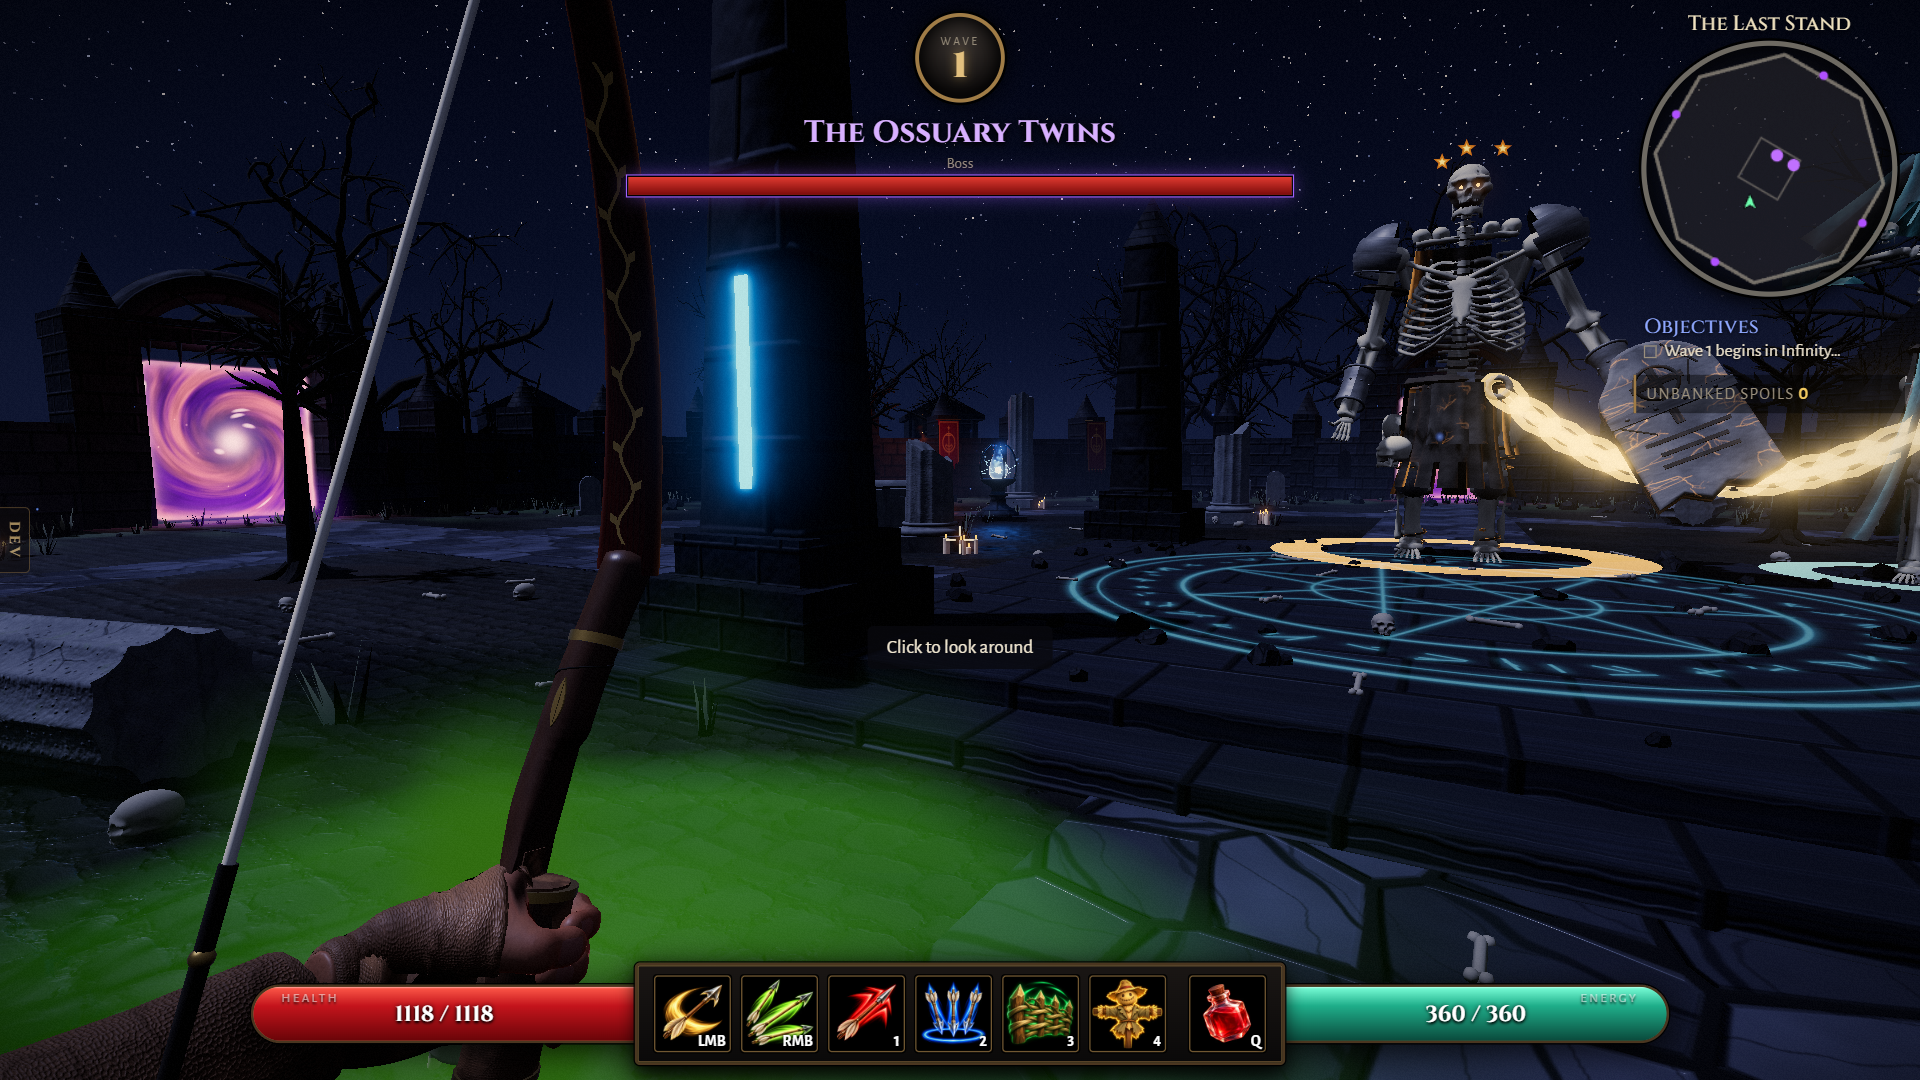 WAVE
1
THE OSSUARY TWINS
Boss
THE LAST STAND
OBJECTIVES
Wave 1 begins in Infinity...
UNBANKED SPOILS 0
DEV
Click to look around
HEALTH
1118 / 1118
LMB
RMB
1
2
3
4
Q
ENERGY
360 / 360